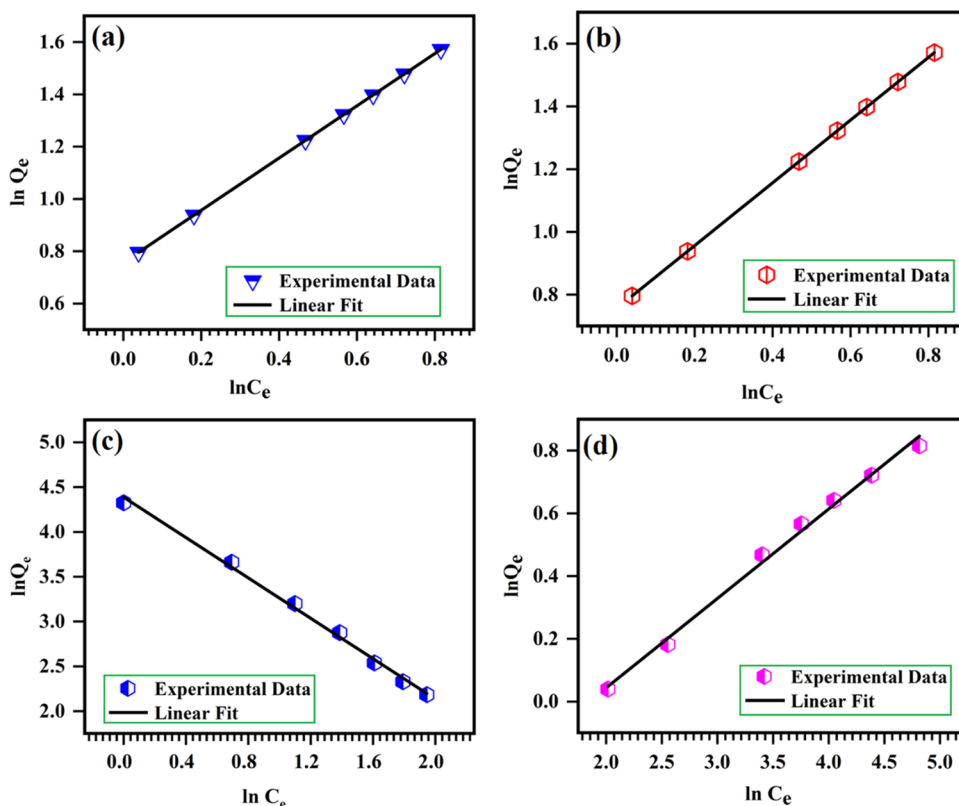 (a)
1.6
1.4
1.2
1.0
0.8
0.6
ln Qe
Experimental Data
Linear Fit
0.0 0.2 0.4 0.6 0.8
lnCe
(b)
1.6
1.4
1.2
1.0
0.8
lnQe
Experimental Data
Linear Fit
0.0 0.2 0.4 0.6 0.8
lnCe
(c)
5.0
4.5
4.0
3.5
3.0
2.5
2.0
lnQe
Experimental Data
Linear Fit
0.0 0.4 0.8 1.2 1.6 2.0
ln Ce
(d)
0.8
0.6
0.4
0.2
0.0
lnQe
Experimental Data
Linear Fit
2.0 2.5 3.0 3.5 4.0 4.5 5.0
ln Ce